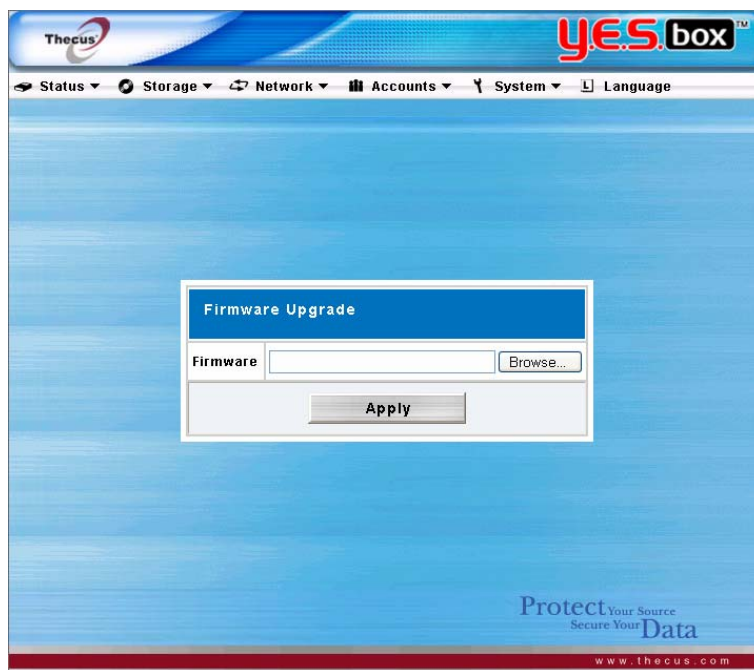 Thecus
Y.E.S.box™
Status Storage Network Accounts System L Language
Firmware Upgrade
Firmware Browse...
Apply
Protect Your Source
Secure Your Data
www.thecus.com